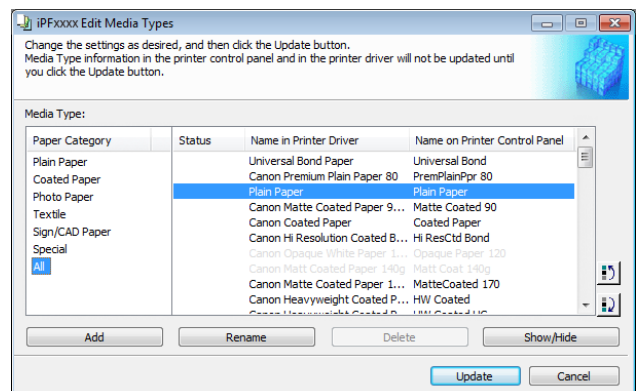 iPFxxxx Edit Media Types
Change the settings as desired, and then click the Update button.
Media Type information in the printer control panel and in the printer driver will not be updated until
you click the Update button.
Media Type:
Paper Category Status Name in Printer Driver Name on Printer Control Panel
Plain Paper Universal Bond Paper Universal Bond
Coated Paper Canon Premium Plain Paper 80 PremPlainPpr 80
Photo Paper Plain Paper Plain Paper
Textile Canon Matte Coated Paper 9... Matte Coated 90
Sign/CAD Paper Canon Coated Paper Coated Paper
Special Canon Hi Resolution Coated B... Hi ResCtd Bond
All Canon Opaque White Paper 1... Opaque Paper 120
Canon Matt Coated Paper 140g Matt Coat 140g
Canon Matte Coated Paper 1... MatteCoated 170
Canon Heavyweight Coated P... HW Coated
Add Rename Delete Show/Hide
Update Cancel